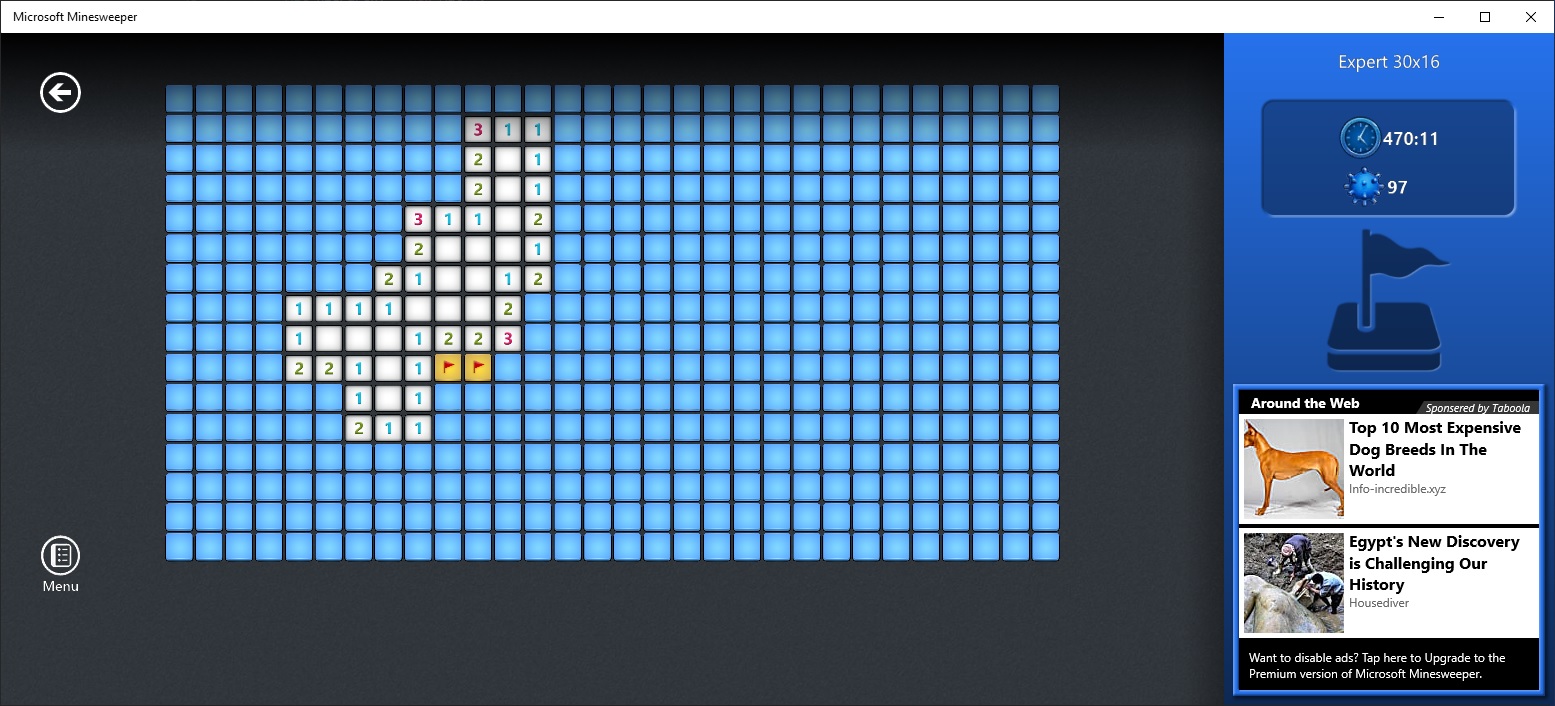 Microsoft Minesweeper
Expert 30x16
470:11
97
3 1 1
2 1
2 1
3 1 1 2
2 1
2 1 1 2
1 1 1 1 2
1 1 2 2 3
2 2 1 1
1 1
2 1 1
Menu
Around the Web
Sponsered by Taboola
Top 10 Most Expensive
Dog Breeds In The
World
Info-incredible.xyz
Egypt's New Discovery
is Challenging Our
History
Housediver
Want to disable ads? Tap here to Upgrade to the
Premium version of Microsoft Minesweeper.